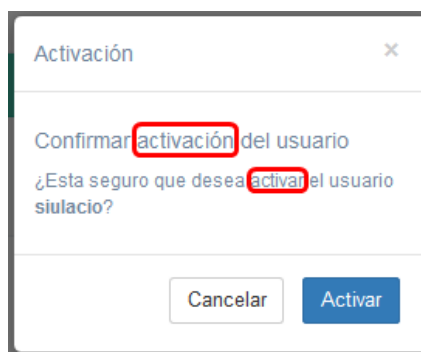 Activación ×
Confirmar activación del usuario
¿Esta seguro que desea activar el usuario
siulacio?
Cancelar Activar